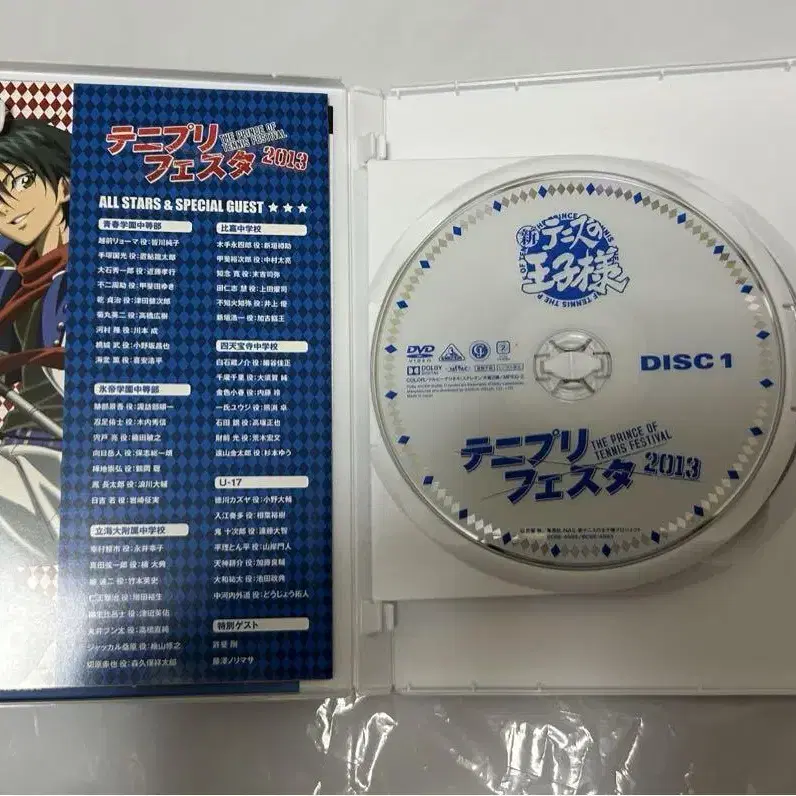 テニプリ
フェスタ
THE PRINCE OF
TENNIS FESTIVAL
2013
ALL STARS & SPECIAL GUEST ★ ★ ★
青春学園中等部
越前リョーマ 役：皆川純子
手塚国光 役：置鮎龍太郎
大石秀一郎 役：近藤孝行
不二周助 役：甲斐田ゆき
乾 貞治 役：津田健次郎
菊丸英二 役：高橋広樹
河村 隆 役：川本 成
桃城 武 役：小野坂昌也
海堂 薫 役：喜安浩平
氷帝学園中等部
跡部景吾 役：諏訪部順一
忍足侑士 役：木内秀信
宍戸 亮 役：楠田敏之
向日岳人 役：保志総一朗
樺地崇弘 役：鶴岡 聡
鳳 長太郎 役：浪川大輔
日吉 若 役：岩崎征実
立海大附属中学校
幸村精市 役：永井幸子
真田弦一郎 役：楠 大典
柳 蓮二 役：竹本英史
仁王雅治 役：増田裕生
柳生比呂士 役：津田英佑
丸井ブン太 役：高橋直純
ジャッカル桑原 役：檜山修之
切原赤也 役：森久保祥太郎
比嘉中学校
木手永四郎 役：新垣樽助
甲斐裕次郎 役：中村太亮
知念 寛 役：末吉司弥
田仁志 慧 役：上田燿司
不知火知弥 役：井上 優
新垣浩一 役：加古臨王
四天宝寺中学校
白石蔵ノ介 役：細谷佳正
千歳千里 役：大須賀 純
金色小春 役：内藤 玲
一氏ユウジ 役：熊渕 卓
石田 銀 役：高塚正也
財前 光 役：荒木宏文
遠山金太郎 役：杉本ゆう
U-17
徳川カズヤ 役：小野大輔
入江奏多 役：相葉裕樹
鬼 十次郎 役：遠藤大智
平理とん平 役：山岸門人
天神耕介 役：加藤良輔
大和祐大 役：池田政典
中河内外道 役：どうじょう拓人
特別ゲスト
許斐 剛
藤澤ノリマサ
新テニスの
王子様
DVD
VIDEO
DOLBY
DIGITAL
DISC 1
テニプリ
フェスタ
THE PRINCE OF
TENNIS FESTIVAL
2013